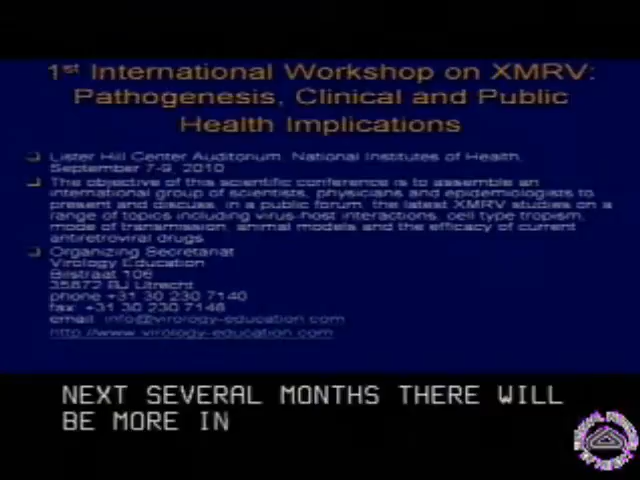 1st International Workshop on XMRV:
Pathogenesis, Clinical and Public
Health Implications
Lister Hill Center Auditorium, National Institutes of Health,
September 7-9, 2010
The objective of this scientific conference is to assemble an
international group of scientists, physicians and epidemiologists to
present and discuss, in a public forum, the latest XMRV studies on a
range of topics including virus-host interactions, cell type tropism,
mode of transmission, animal models and the efficacy of current
antiretroviral drugs
Organizing Secretariat
Virology Education
Biltstraat 106
Utrecht
phone +31 30 230 7140
fax +31 30 230 7148
email info@virology-education.com
http://www.virology-education.com
NEXT SEVERAL MONTHS THERE WILL
BE MORE IN